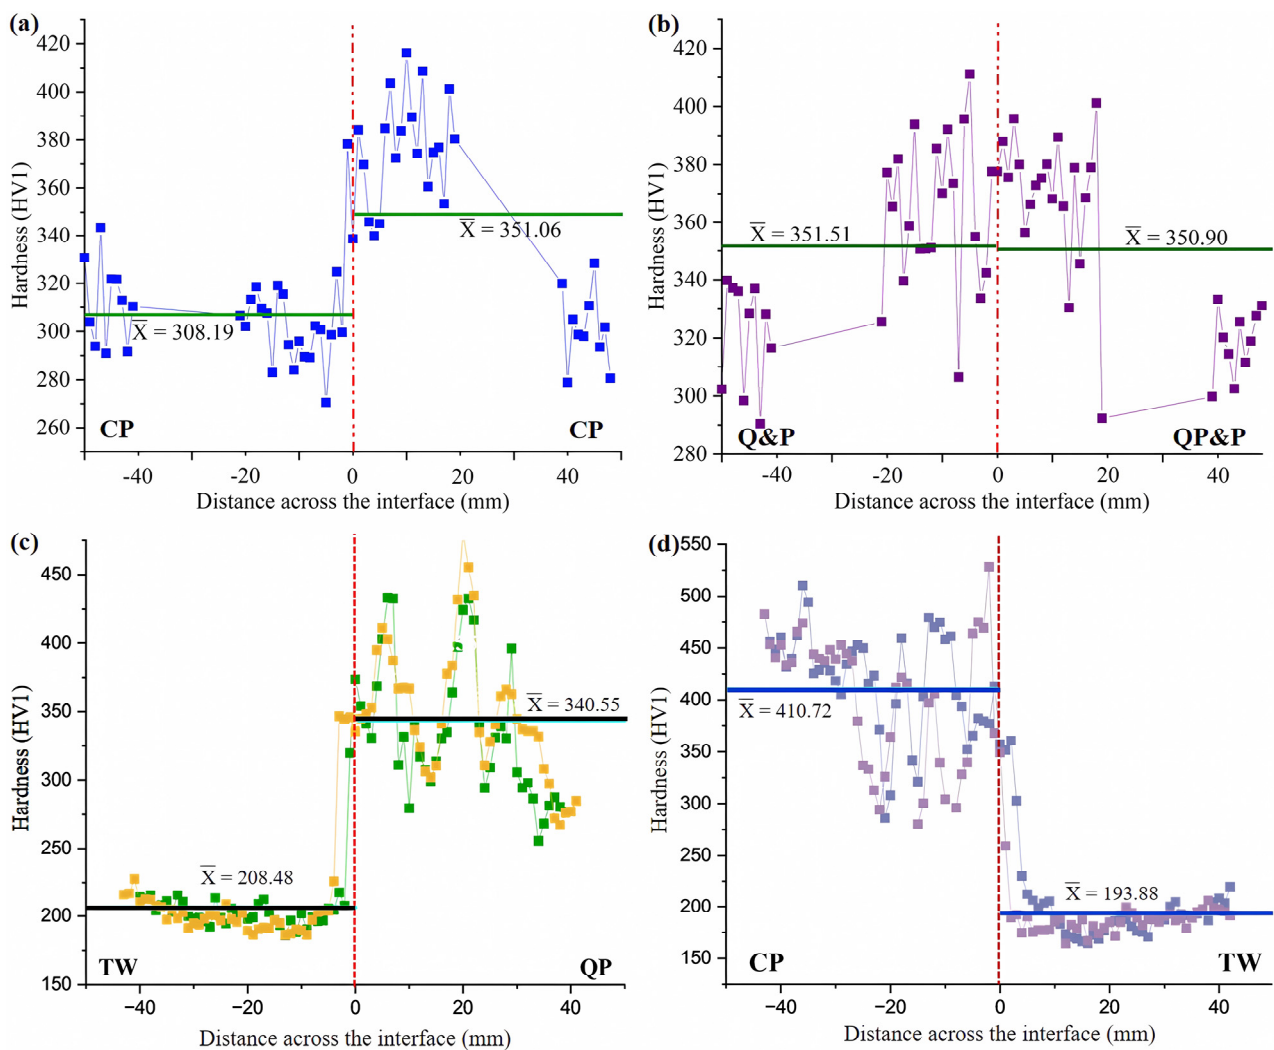 (a)
420
400
380
360
340
320
300
280
260
Hardness (HV1)
X̅ = 351.06
X̅ = 308.19
CP
CP
-40
-20
0
20
40
Distance across the interface (mm)
(b)
420
400
380
360
340
320
300
280
Hardness (HV1)
X̅ = 351.51
X̅ = 350.90
Q&P
QP&P
-40
-20
0
20
40
Distance across the interface (mm)
(c)
450
400
350
300
250
200
150
Hardness (HV1)
X̅ = 340.55
X̅ = 208.48
TW
QP
−40
−20
0
20
40
Distance across the interface (mm)
(d)
550
500
450
400
350
300
250
200
150
Hardness (HV1)
X̅ = 410.72
X̅ = 193.88
CP
TW
−40
−20
0
20
40
Distance across the interface (mm)